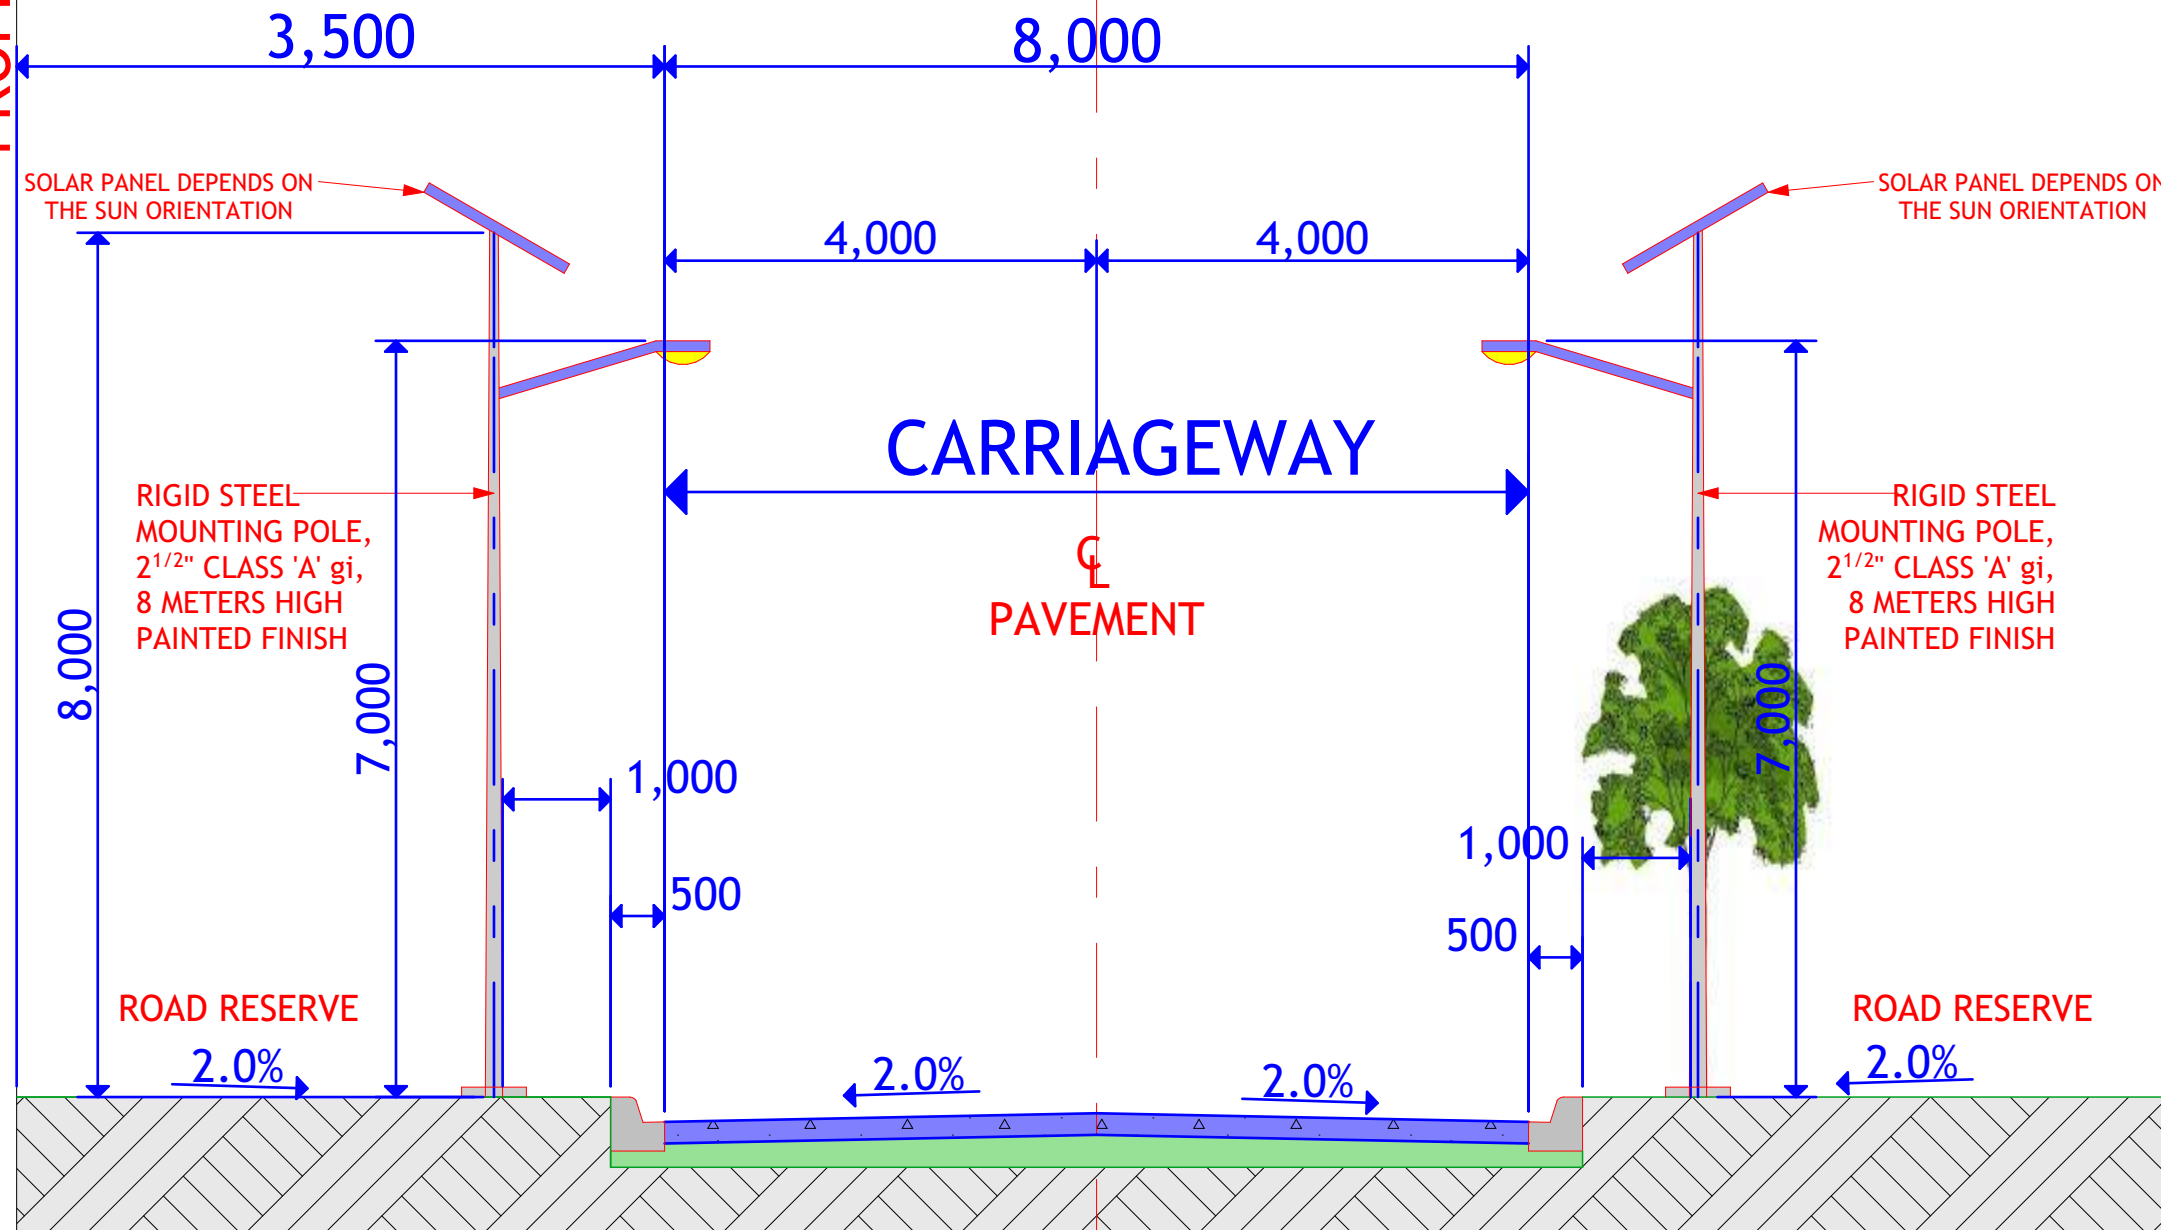 3,500
8,000
SOLAR PANEL DEPENDS ON
THE SUN ORIENTATION
SOLAR PANEL DEPENDS ON
THE SUN ORIENTATION
4,000
4,000
CARRIAGEWAY
RIGID STEEL
MOUNTING POLE,
2 1/2" CLASS 'A' gi,
8 METERS HIGH
PAINTED FINISH
RIGID STEEL
MOUNTING POLE,
2 1/2" CLASS 'A' gi,
8 METERS HIGH
PAINTED FINISH
℄
PAVEMENT
8,000
7,000
7,000
1,000
1,000
500
500
ROAD RESERVE
ROAD RESERVE
2.0%
2.0%
2.0%
2.0%